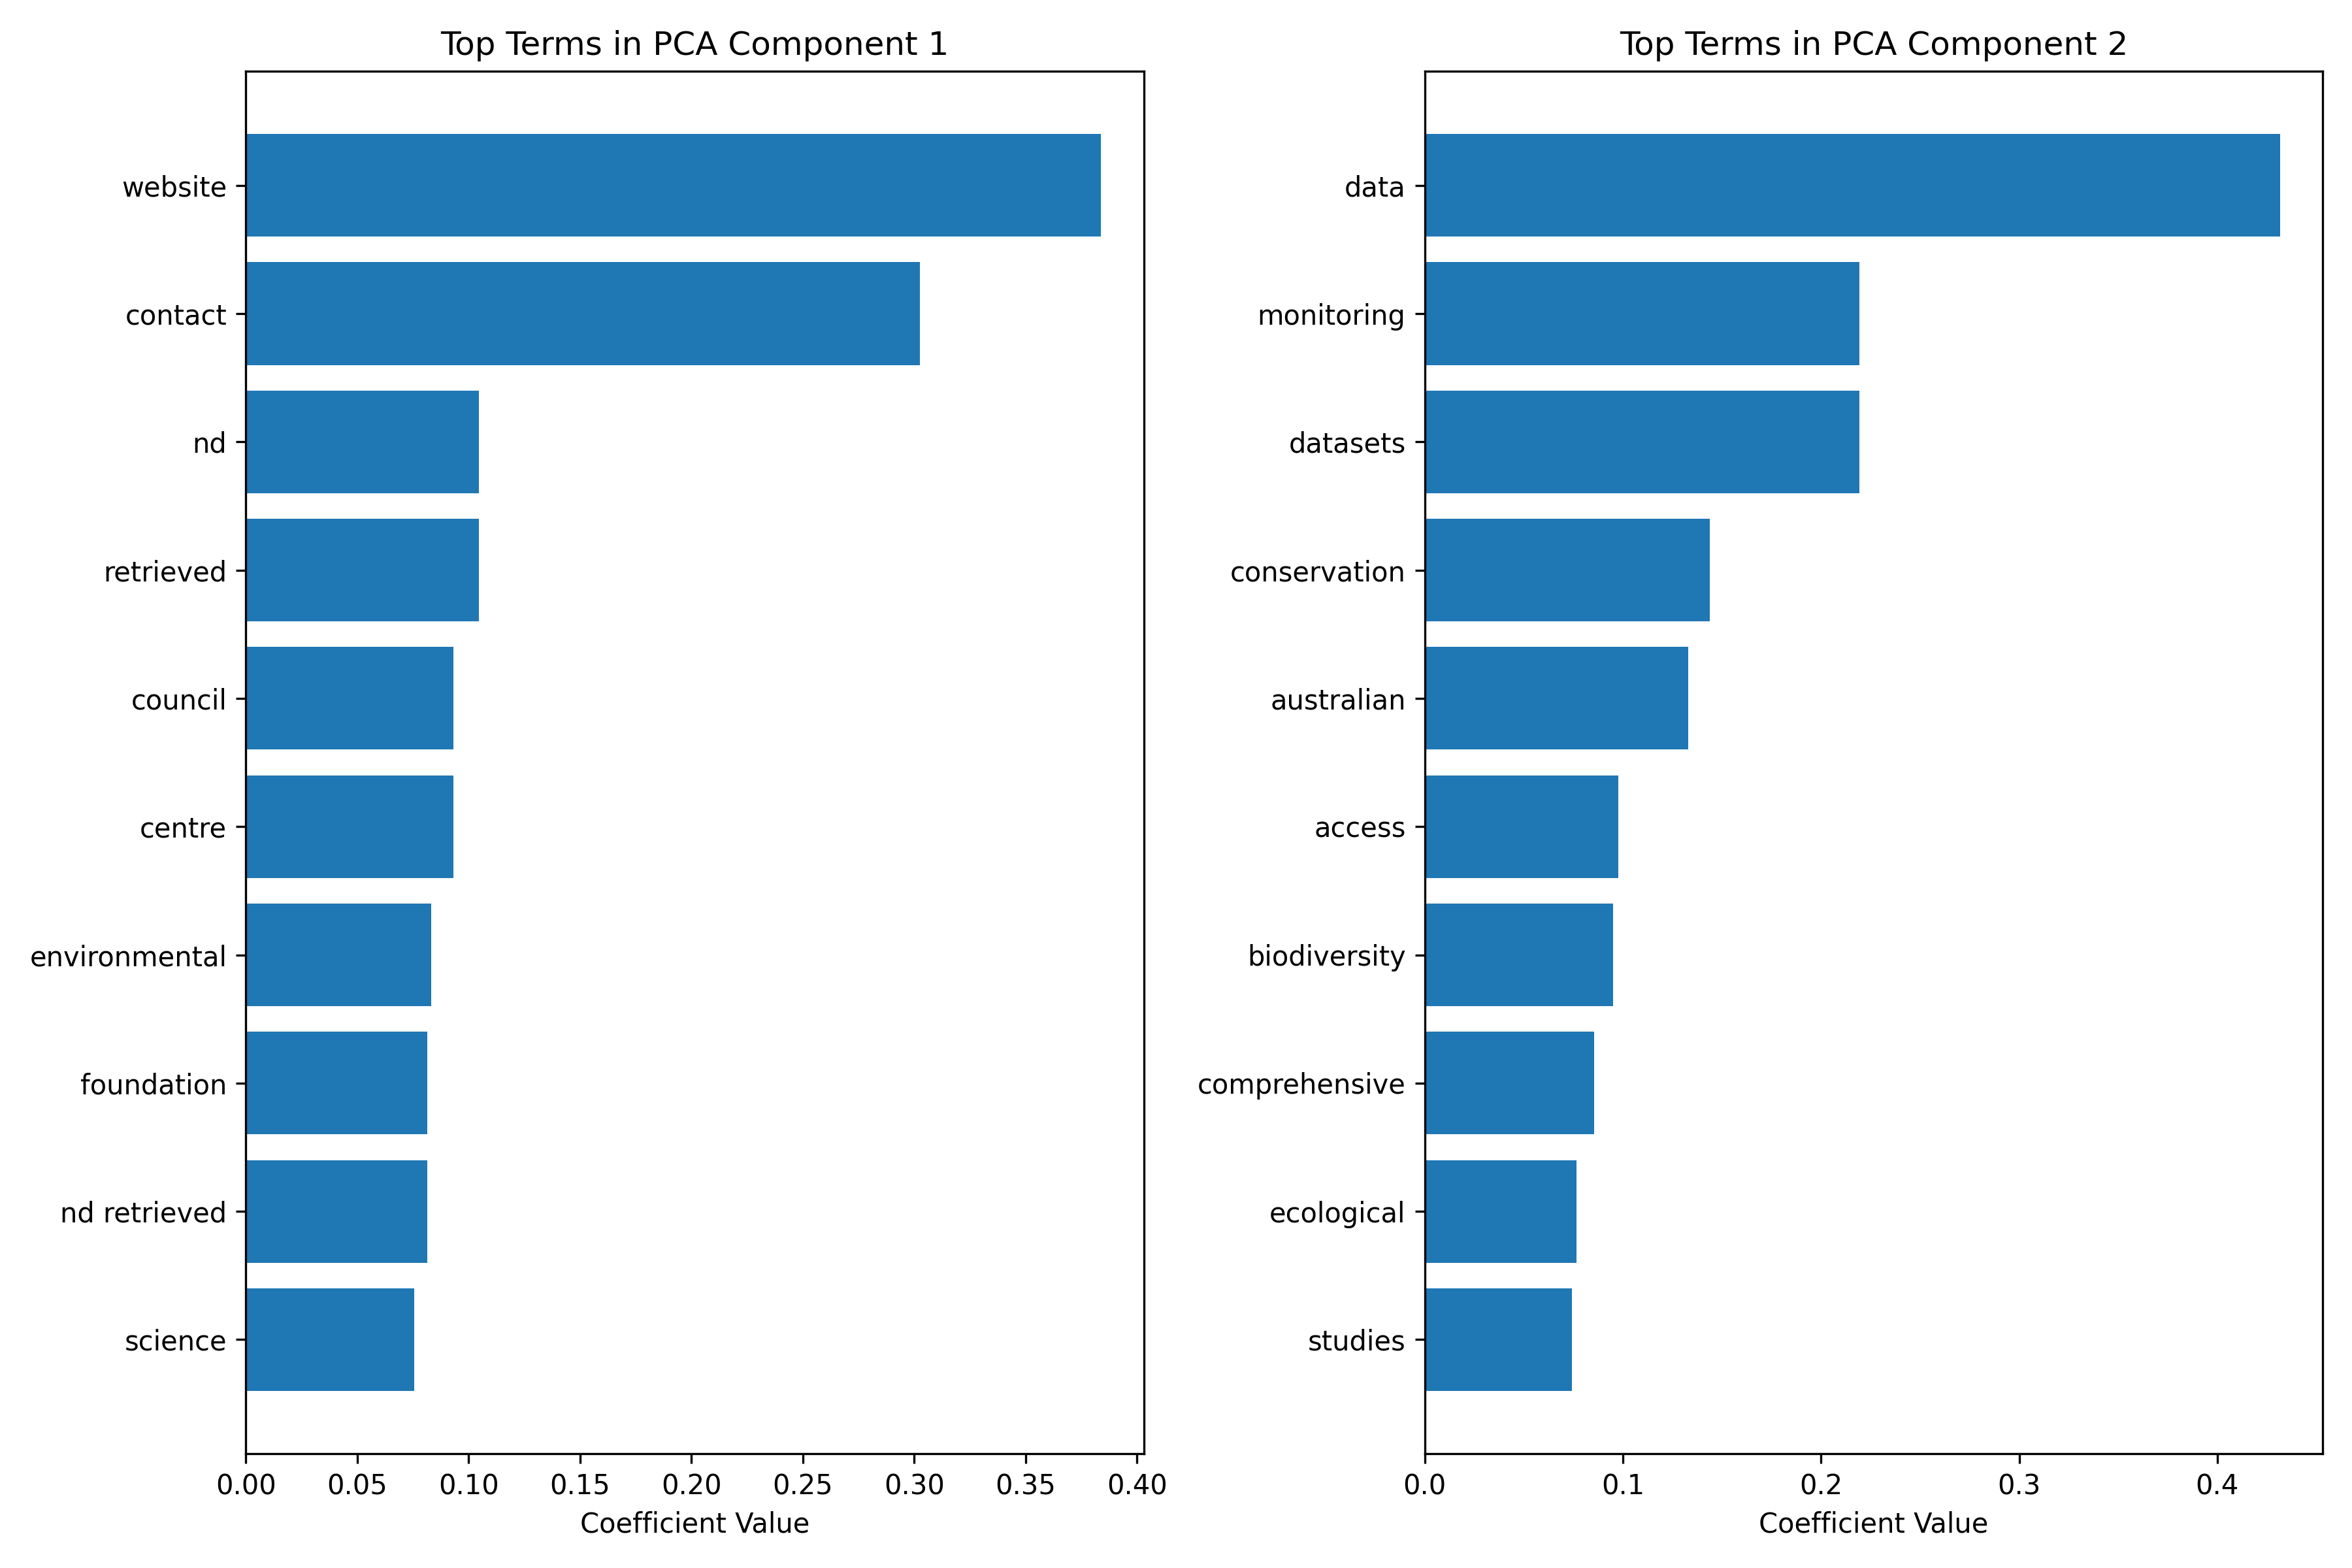 Top Terms in PCA Component 1
website
contact
nd
retrieved
council
centre
environmental
foundation
nd retrieved
science
0.00 0.05 0.10 0.15 0.20 0.25 0.30 0.35 0.40
Coefficient Value
Top Terms in PCA Component 2
data
monitoring
datasets
conservation
australian
access
biodiversity
comprehensive
ecological
studies
0.0 0.1 0.2 0.3 0.4
Coefficient Value